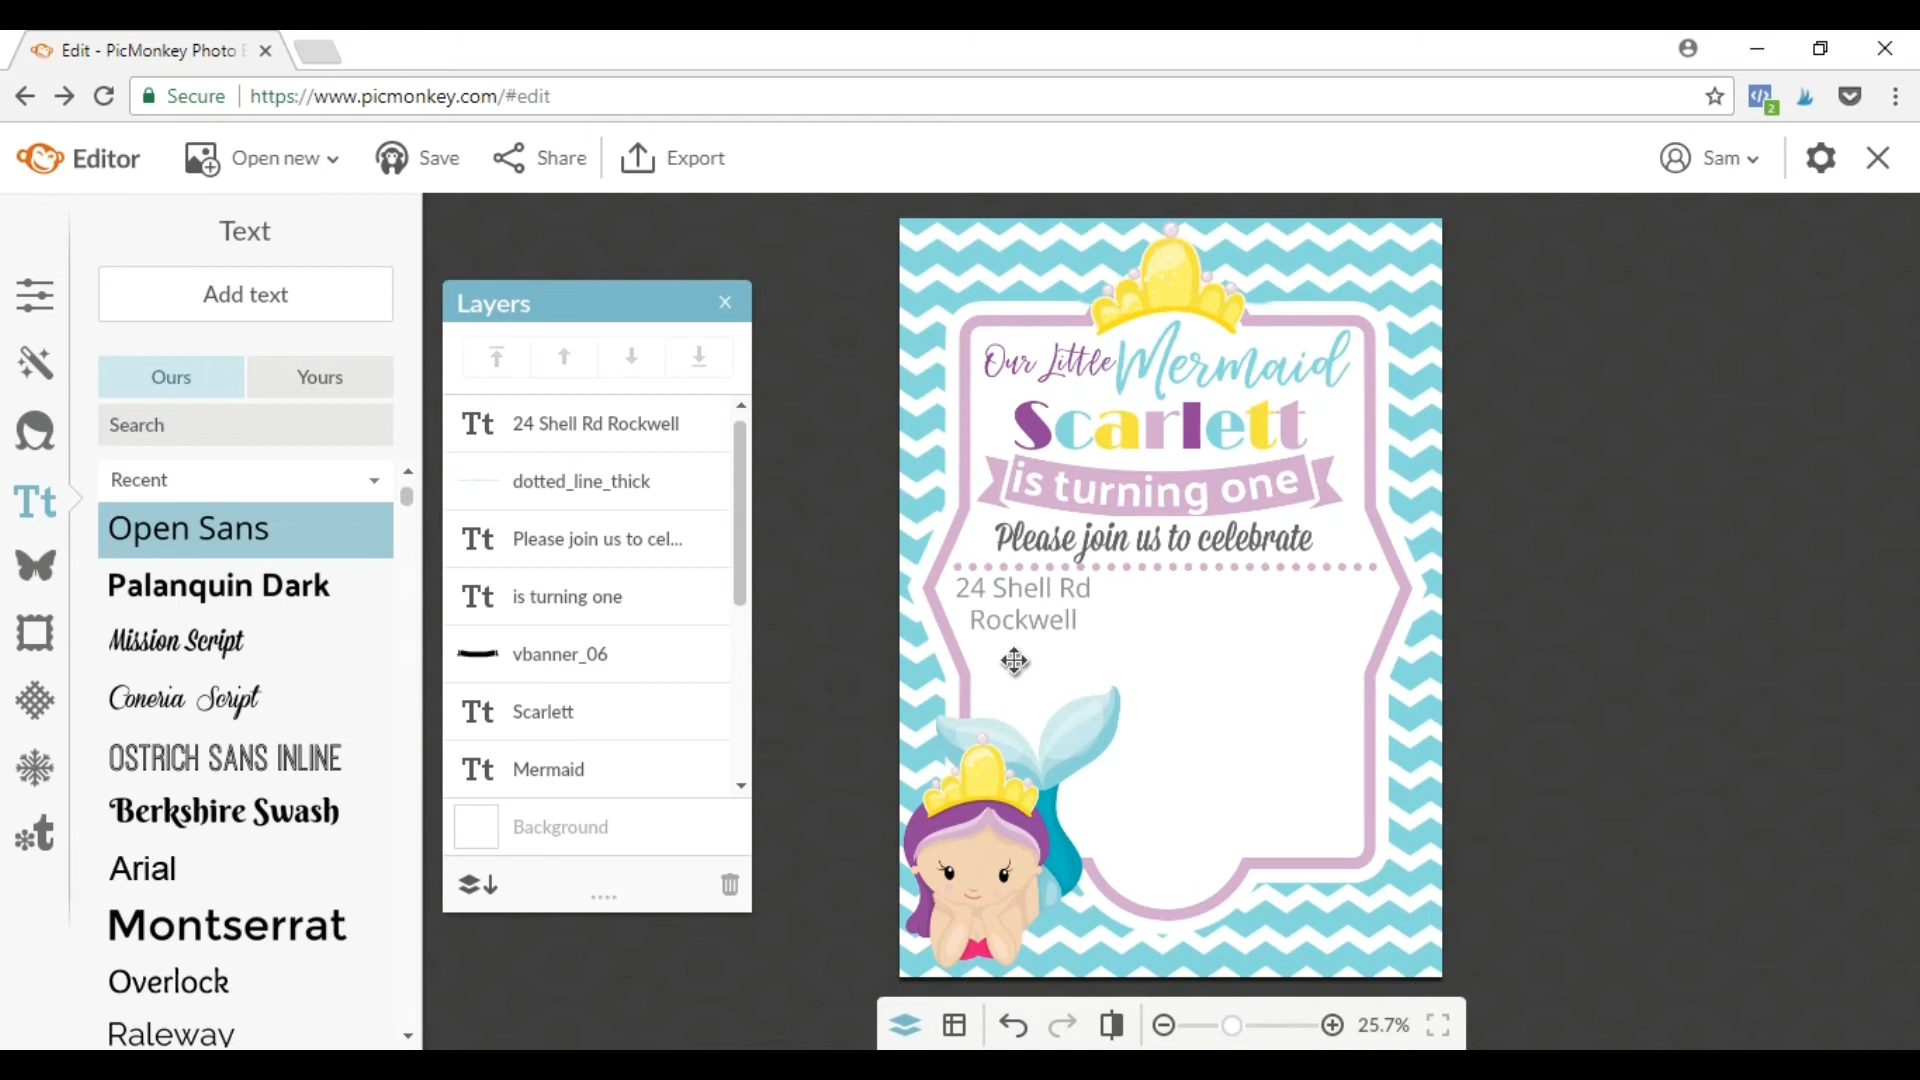 Edit - PicMonkey Photo E
Secure https://www.picmonkey.com/#edit
2
Editor Open new Save Share Export Sam
Text
Add text
Ours Yours
Search
Recent
Open Sans
Palanquin Dark
Mission Script
Coneria Script
OSTRICH SANS INLINE
Berkshire Swash
Arial
Montserrat
Overlock
Raleway
Tt
t
Layers
Tt 24 Shell Rd Rockwell
dotted_line_thick
Tt Please join us to cel...
Tt is turning one
vbanner_06
Tt Scarlett
Tt Mermaid
Background
Our Little Mermaid
Scarlett
is turning one
Please join us to celebrate
24 Shell Rd
Rockwell
25.7%